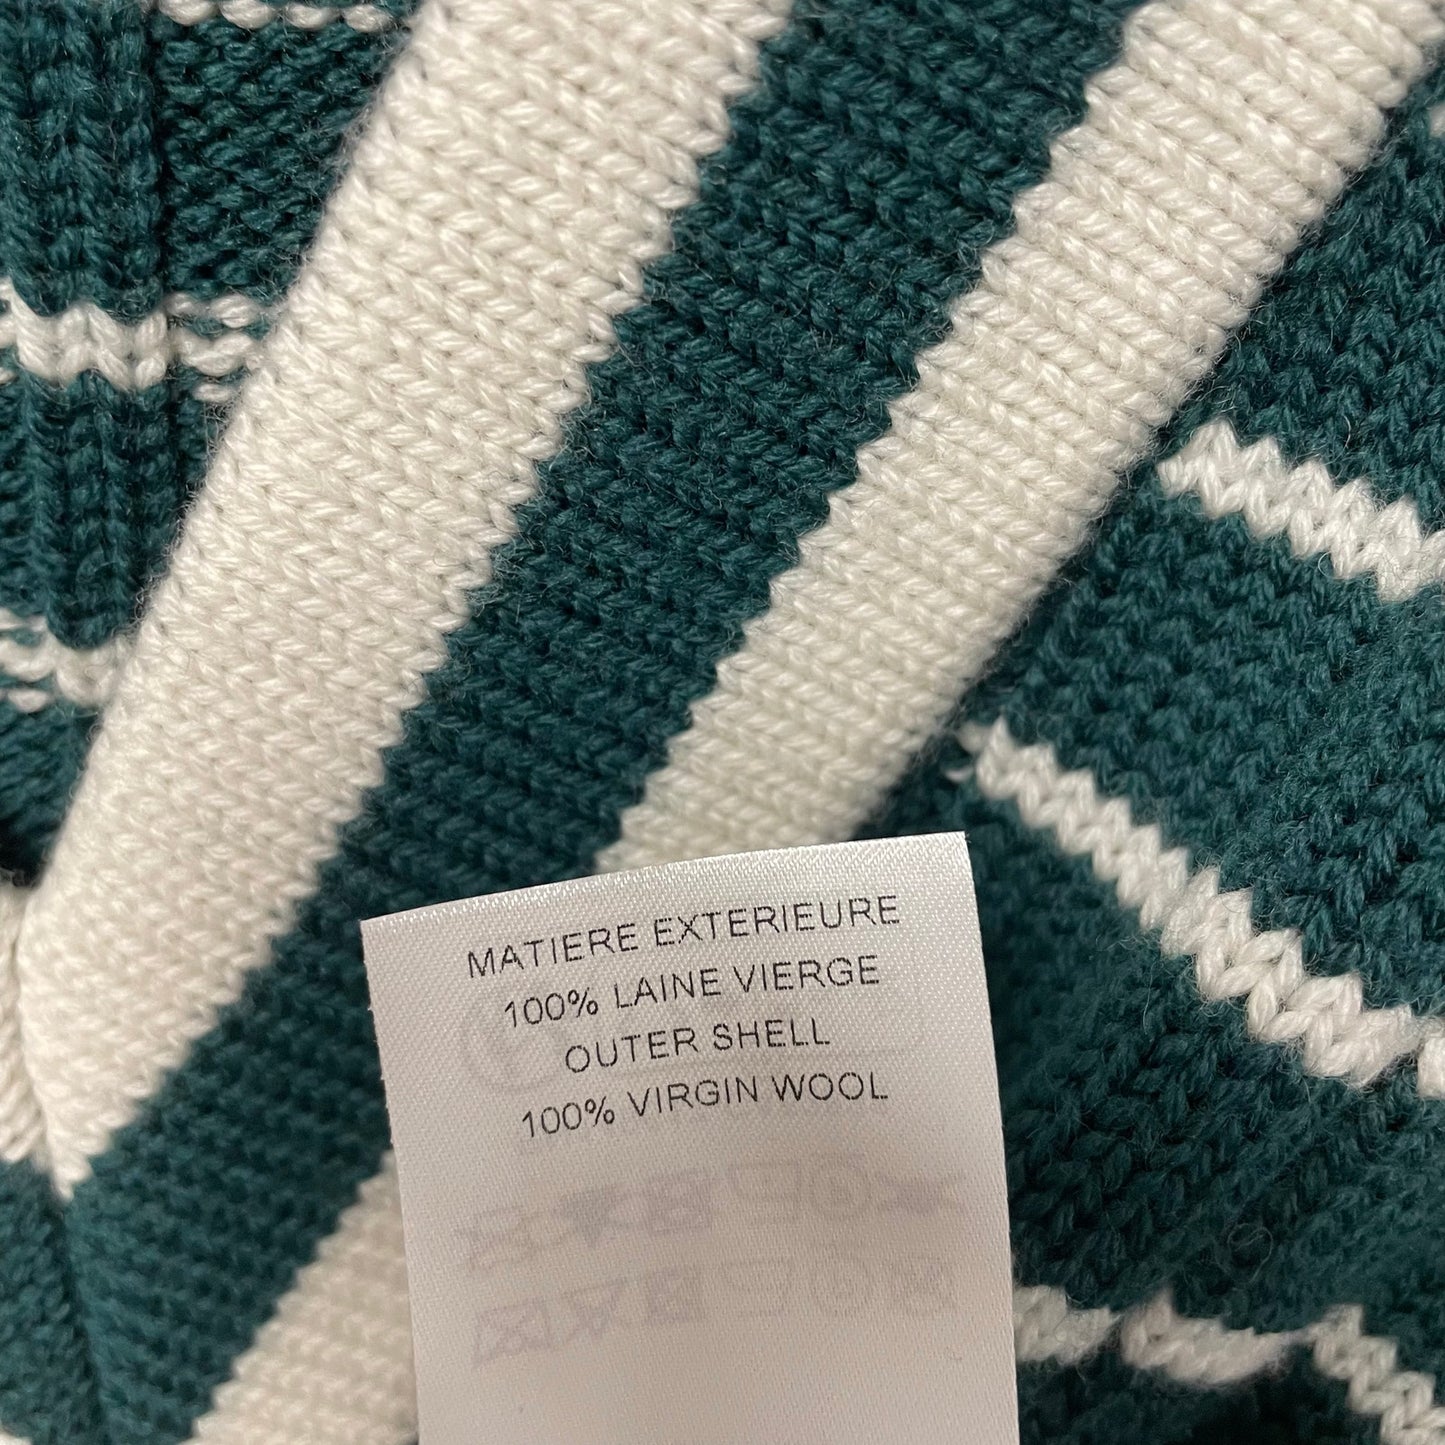 MATIERE EXTERIEURE
100% LAINE VIERGE
OUTER SHELL
100% VIRGIN WOOL